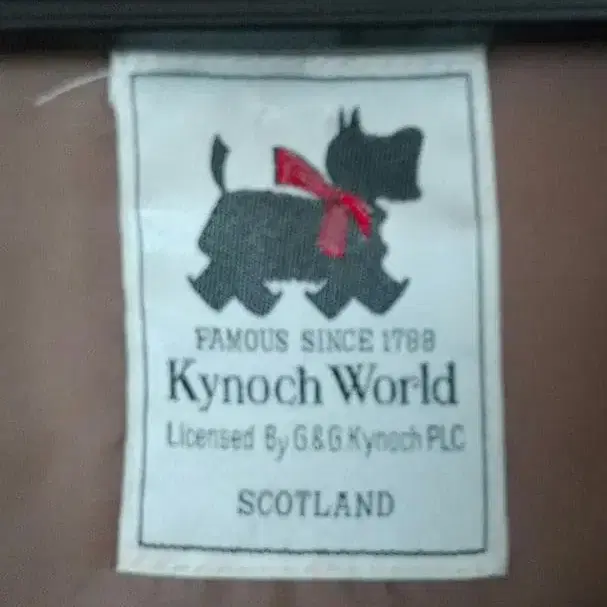 FAMOUS SINCE 1788
Kynoch World
Licensed By G.& G.Kynoch PLC
SCOTLAND